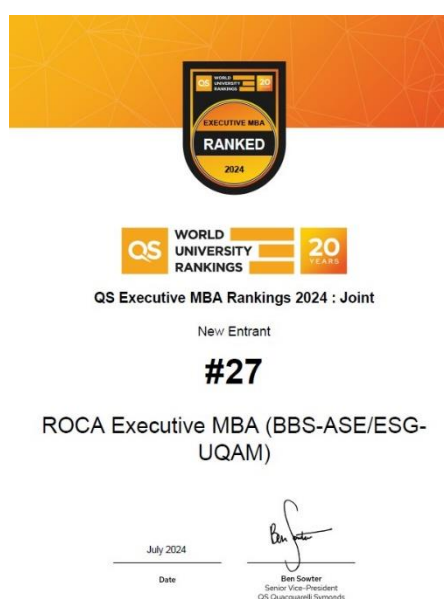 QS WORLD UNIVERSITY RANKINGS 20
EXECUTIVE MBA
RANKED
2024
QS WORLD UNIVERSITY RANKINGS 20 YEARS
QS Executive MBA Rankings 2024 : Joint
New Entrant
#27
ROCA Executive MBA (BBS-ASE/ESG-
UQAM)
July 2024
Ben Sowter
Date
Ben Sowter
Senior Vice-President
QS Quacquarelli Symonds